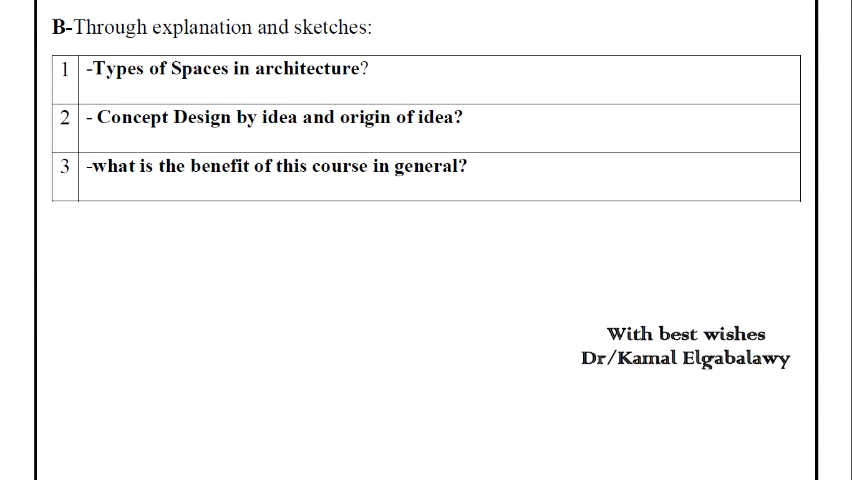 B-Through explanation and sketches:
1 -Types of Spaces in architecture?
2 - Concept Design by idea and origin of idea?
3 -what is the benefit of this course in general?
With best wishes
Dr/Kamal Elgabalawy